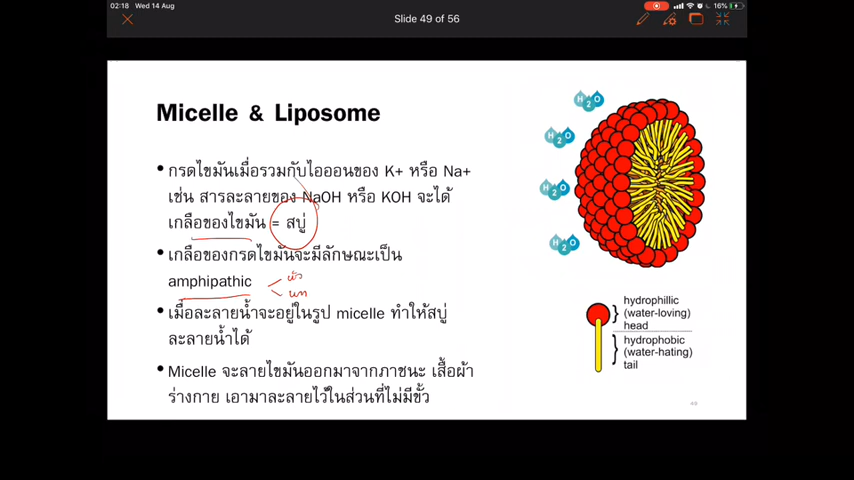 02:18 Wed 14 Aug
16%
Slide 49 of 56
Micelle & Liposome
• กรดไขมันเมื่อรวมกับไอออนของ K+ หรือ Na+
เช่น สารละลายของ NaOH หรือ KOH จะได้
เกลือของไขมัน = สบู่
• เกลือของกรดไขมันจะมีลักษณะเป็น
amphipathic
• เมื่อละลายน้ำจะอยู่ในรูป micelle ทำให้สบู่
ละลายน้ำได้
• Micelle จะลายไขมันออกมาจากภาชนะ เสื้อผ้า
ร่างกาย เอามาละลายไว้ในส่วนที่ไม่มีขั้ว
H2O
H2O
H2O
H2O
hydrophillic
(water-loving)
head
hydrophobic
(water-hating)
tail
49